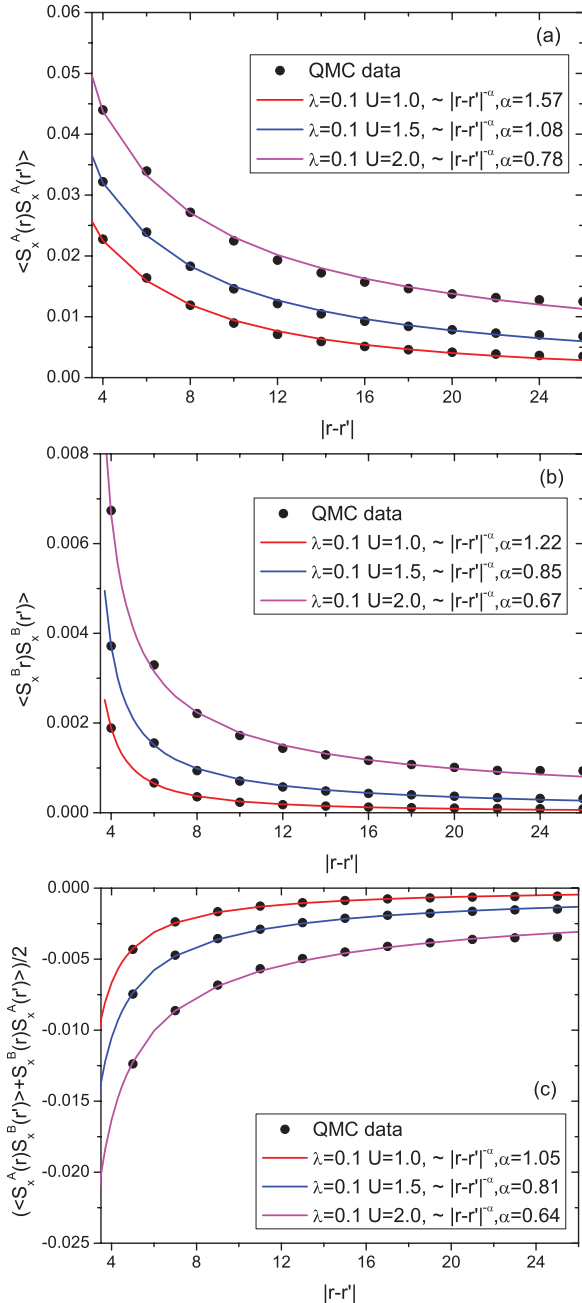 (a)
0.06
0.05
0.04
0.03
0.02
0.01
0.00
<S_x^A(r)S_x^A(r')>
QMC data
λ=0.1 U=1.0, ~ |r-r'|^-α,α=1.57
λ=0.1 U=1.5, ~ |r-r'|^-α,α=1.08
λ=0.1 U=2.0, ~ |r-r'|^-α,α=0.78
4 8 12 16 20 24
|r-r'|
(b)
0.008
0.006
0.004
0.002
0.000
<S_x^B r)S_x^B(r')>
QMC data
λ=0.1 U=1.0, ~ |r-r'|^-α,α=1.22
λ=0.1 U=1.5, ~ |r-r'|^-α,α=0.85
λ=0.1 U=2.0, ~ |r-r'|^-α,α=0.67
4 8 12 16 20 24
|r-r'|
0.000
-0.005
-0.010
-0.015
-0.020
-0.025
(<S_x^A(r)S_x^B(r')>+S_x^B(r)S_x^A(r')>)/2
(c)
QMC data
λ=0.1 U=1.0, ~ |r-r'|^-α,α=1.05
λ=0.1 U=1.5, ~ |r-r'|^-α,α=0.81
λ=0.1 U=2.0, ~ |r-r'|^-α,α=0.64
4 8 12 16 20 24
|r-r'|